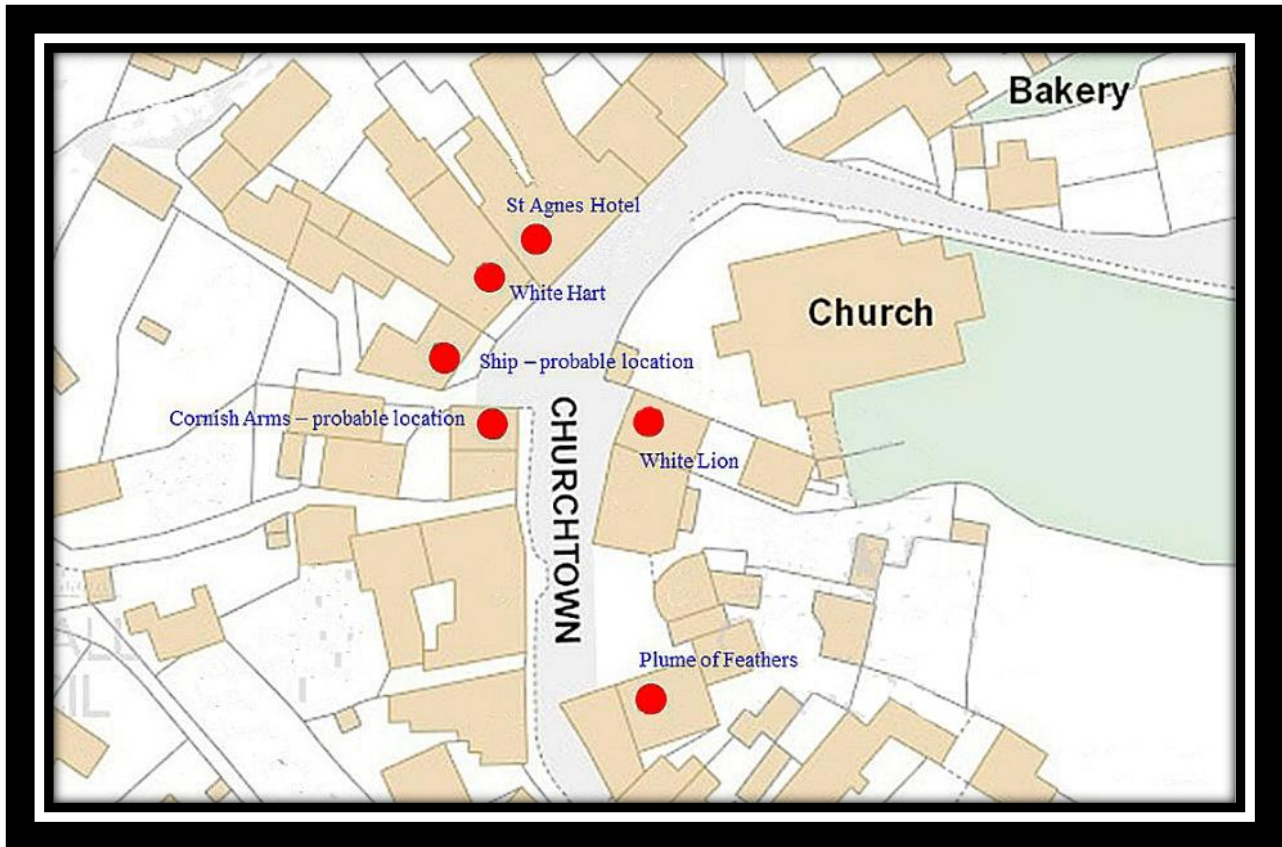 Bakery
St Agnes Hotel
White Hart
Church
Ship – probable location
Cornish Arms – probable location
CHURCHTOWN
White Lion
Plume of Feathers